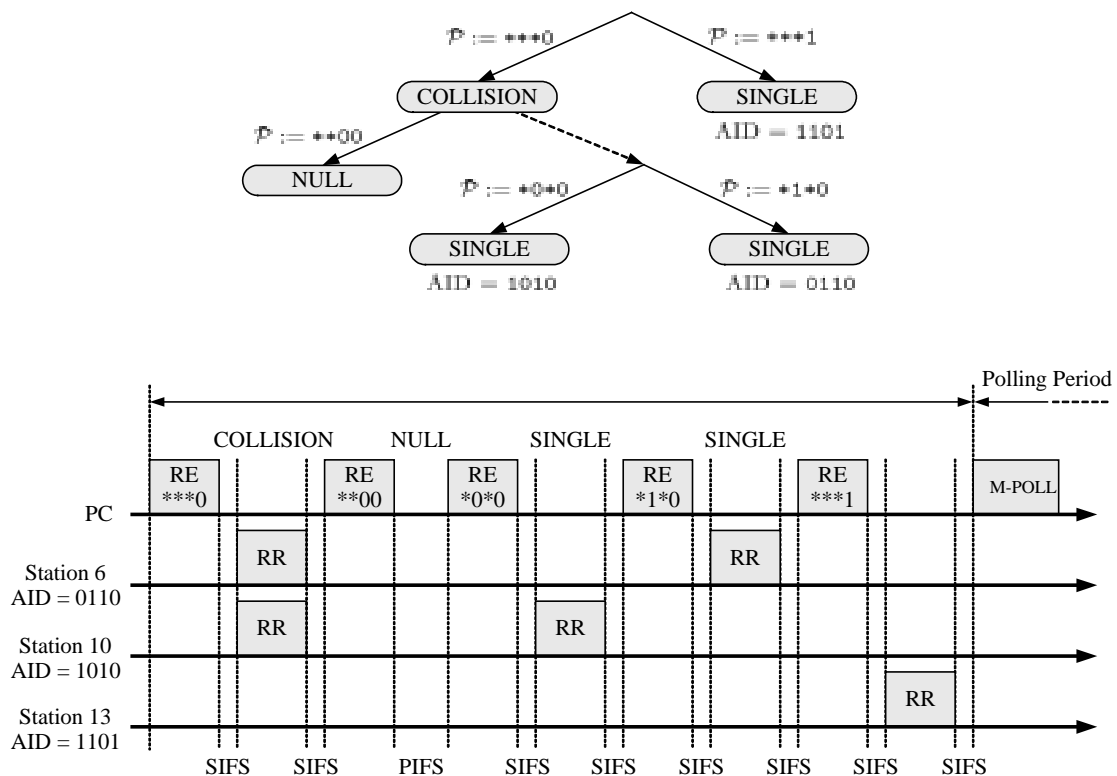 𝒫 := ***0
𝒫 := ***1
COLLISION
SINGLE
AID = 1101
𝒫 := **00
NULL
𝒫 := *0*0
𝒫 := *1*0
SINGLE
SINGLE
AID = 1010
AID = 0110
Polling Period
COLLISION NULL SINGLE SINGLE
RE
***0
RE
**00
RE
*0*0
RE
*1*0
RE
***1
M-POLL
PC
RR
RR
Station 6
AID = 0110
RR
RR
Station 10
AID = 1010
RR
Station 13
AID = 1101
SIFS SIFS PIFS SIFS SIFS SIFS SIFS SIFS SIFS